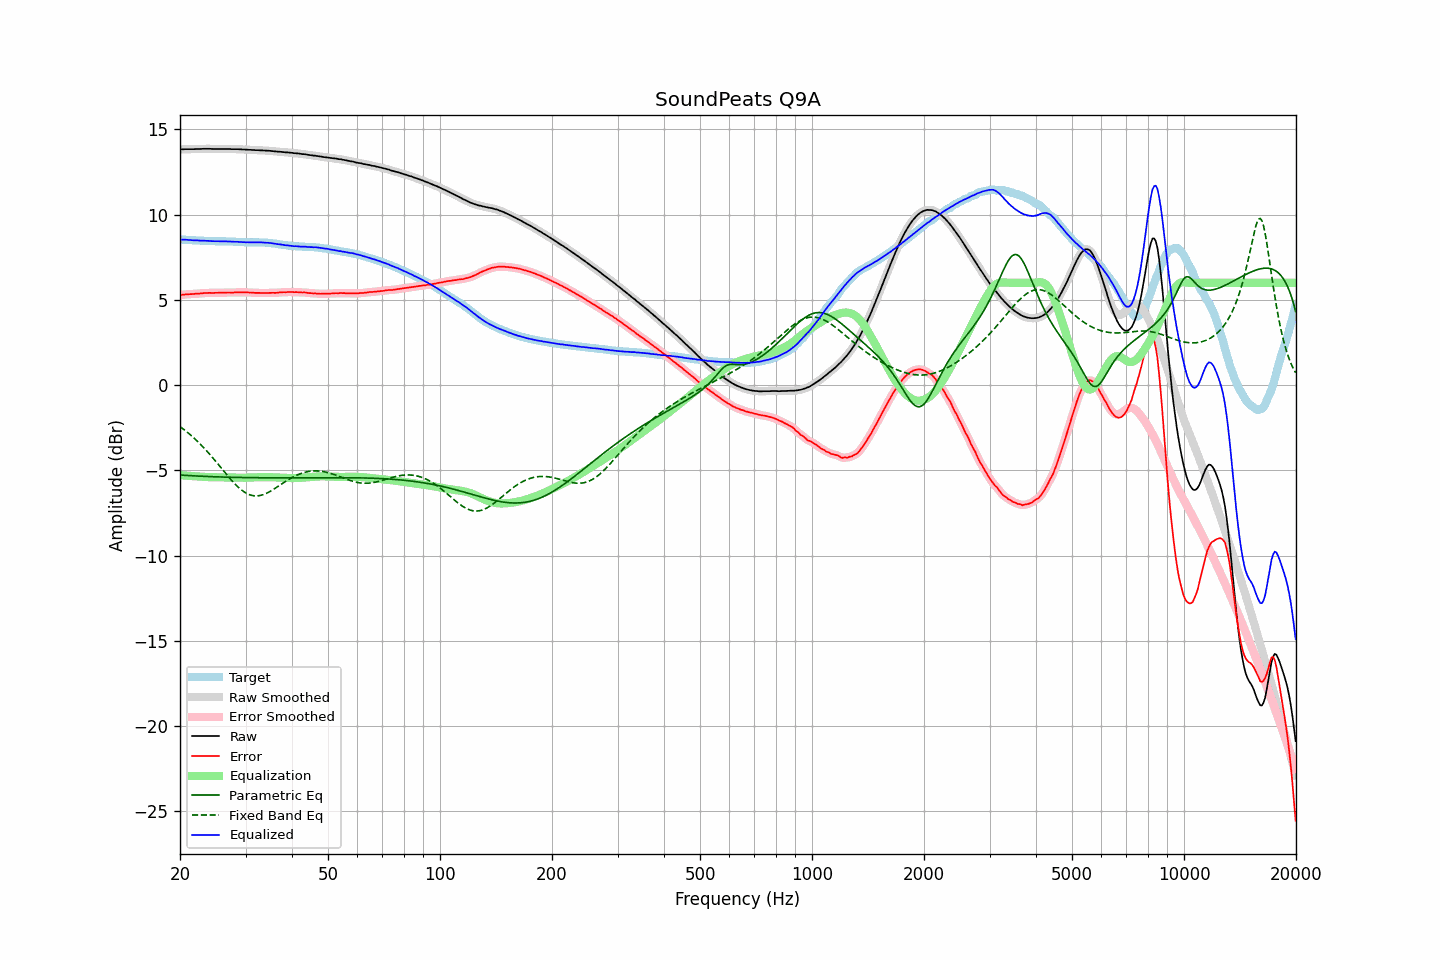 SoundPeats Q9A
Amplitude (dBr)
15
10
5
0
−5
−10
−15
−20
−25
Target
Raw Smoothed
Error Smoothed
Raw
Error
Equalization
Parametric Eq
Fixed Band Eq
Equalized
20 50 100 200 500 1000 2000 5000 10000 20000
Frequency (Hz)